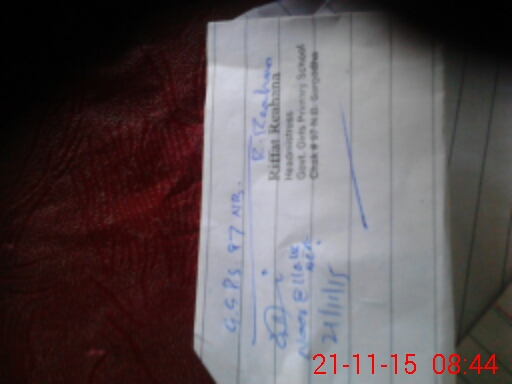 R. Reahan
Riffat Reahana
Headmistress
Govt. Girls Primary School
Chak # 97 N.B. Sargodha
G.G.P.S. 97 NB.
21/11/15
21-11-15 08:44